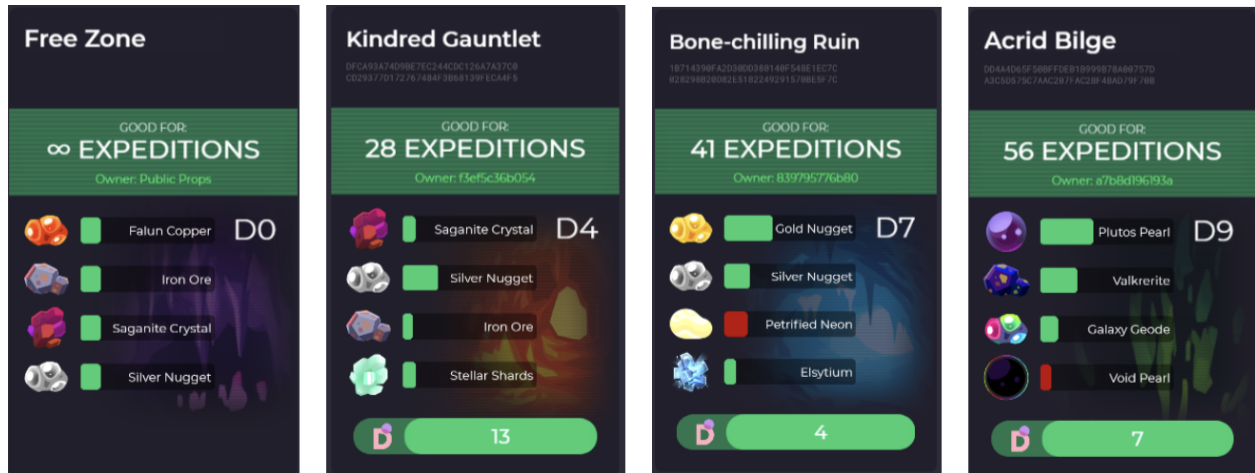 Free Zone
GOOD FOR:
∞ EXPEDITIONS
Owner: Public Props
Falun Copper
D0
Iron Ore
Saganite Crystal
Silver Nugget
Kindred Gauntlet
GOOD FOR:
28 EXPEDITIONS
Owner: f3ef5c36b054
Saganite Crystal
D4
Silver Nugget
Iron Ore
Stellar Shards
D 13
Bone-chilling Ruin
GOOD FOR:
41 EXPEDITIONS
Owner: 839795776b80
Gold Nugget
D7
Silver Nugget
Petrified Neon
Elsytium
D 4
Acrid Bilge
GOOD FOR:
56 EXPEDITIONS
Owner: a7b8d196193a
Plutos Pearl
D9
Valkrerite
Galaxy Geode
Void Pearl
D 7